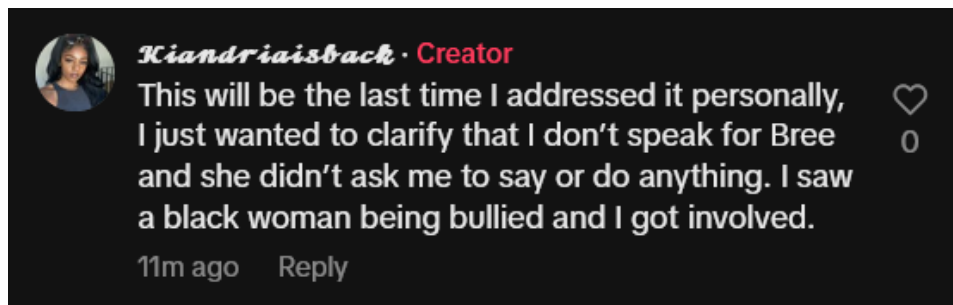 Kiandriaisback · Creator
This will be the last time I addressed it personally,
I just wanted to clarify that I don’t speak for Bree
and she didn’t ask me to say or do anything. I saw
a black woman being bullied and I got involved.
0
11m ago Reply